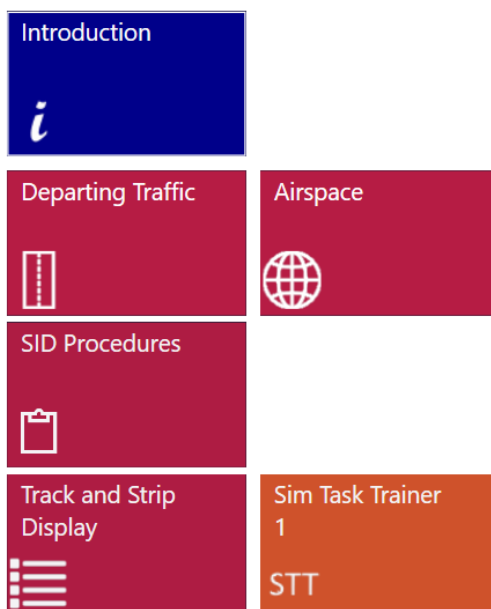 Introduction
i
Departing Traffic
Airspace
SID Procedures
Track and Strip
Display
Sim Task Trainer
1
STT